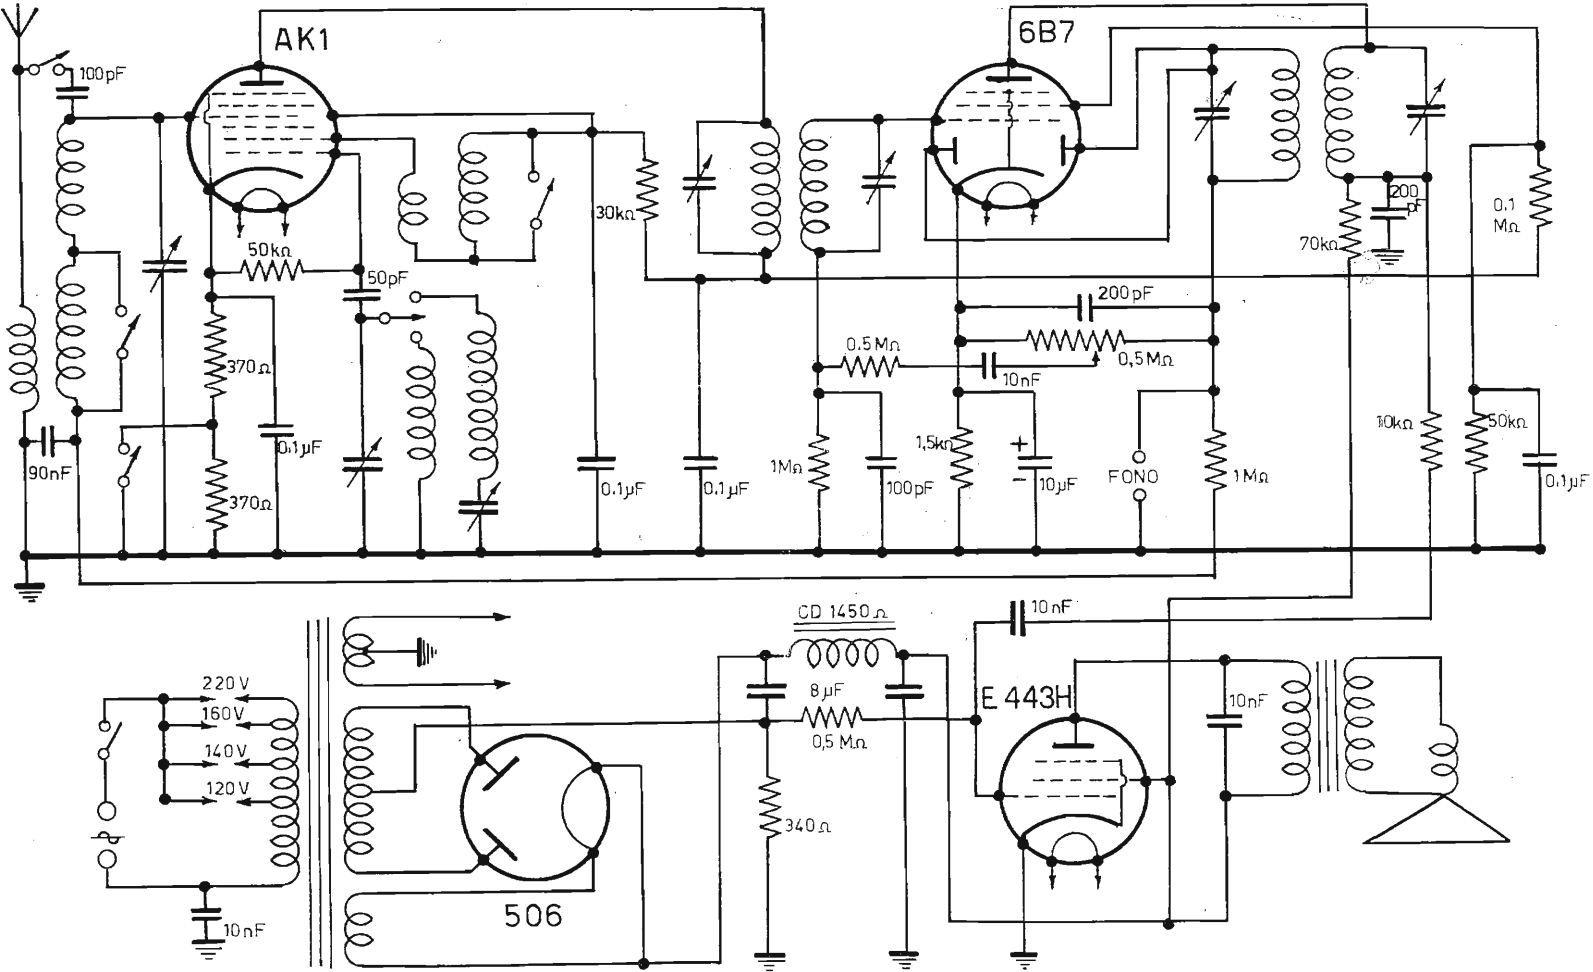 AK1
6B7
100pF
50kΩ
50pF
30kΩ
200
pF
0.1
MΩ
70kΩ
200pF
0.5MΩ
0,5MΩ
10nF
370Ω
0.1µF
90nF
370Ω
0.1µF
0.1µF
1MΩ
100pF
1,5kΩ
+
-
10µF
FONO
1MΩ
10kΩ
50kΩ
0,1µF
CD 1450Ω
10nF
8µF
0,5MΩ
E443H
10nF
220V
160V
140V
120V
340Ω
506
10nF